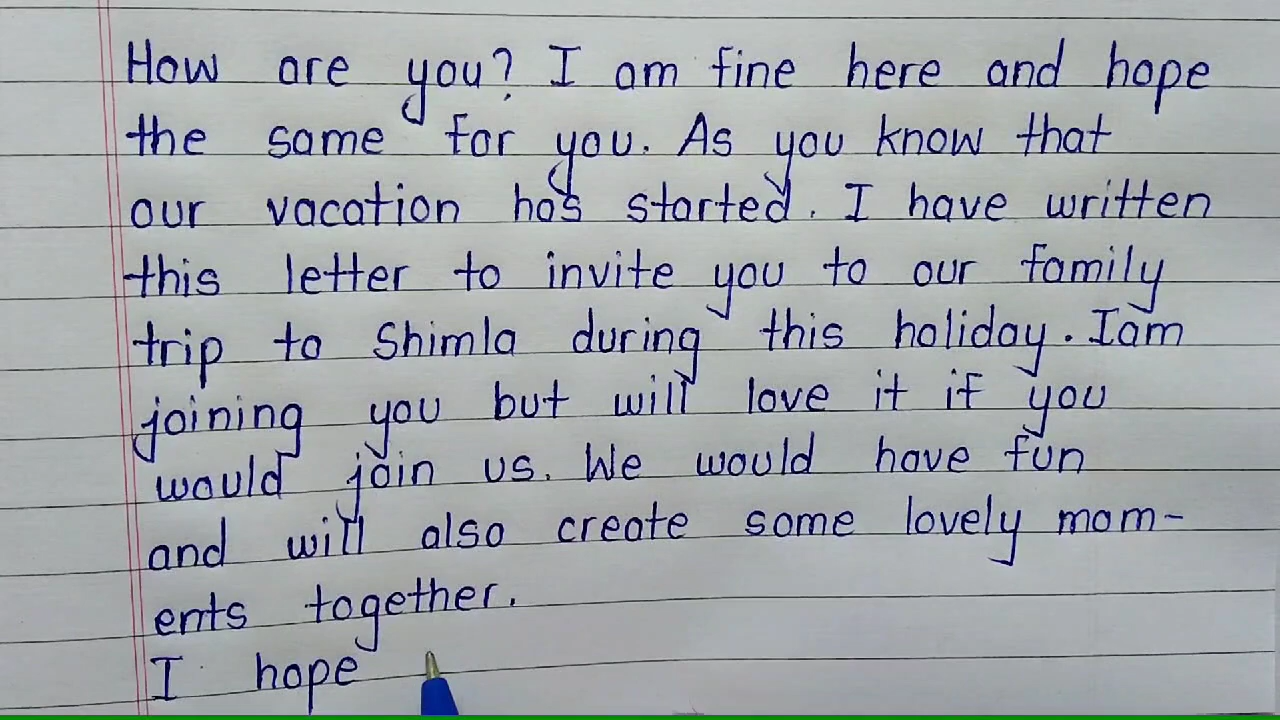 How are you? I am fine here and hope
the same for you. As you know that
our vacation has started. I have written
this letter to invite you to our family
trip to Shimla during this holiday. I am
joining you but will love it if you
would join us. We would have fun
and will also create some lovely mom-
ents together.
I hope